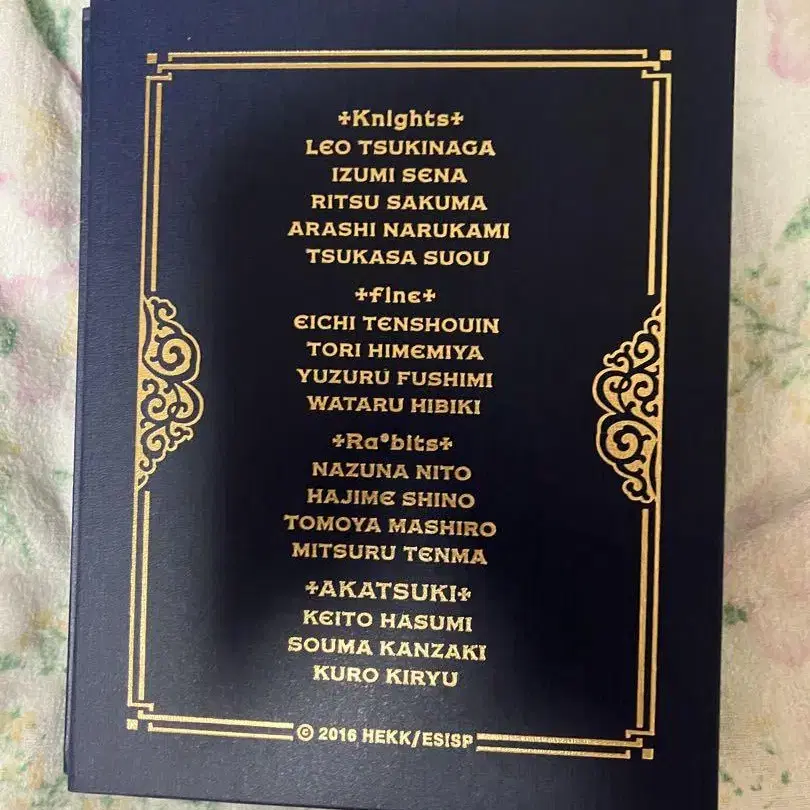 ✢Knights✢
LEO TSUKINAGA
IZUMI SENA
RITSU SAKUMA
ARASHI NARUKAMI
TSUKASA SUOU
✢fine✢
EICHI TENSHOUIN
TORI HIMEMIYA
YUZURU FUSHIMI
WATARU HIBIKI
✢Ra*bits✢
NAZUNA NITO
HAJIME SHINO
TOMOYA MASHIRO
MITSURU TENMA
✢AKATSUKI✢
KEITO HASUMI
SOUMA KANZAKI
KURO KIRYU
© 2016 HEKK/ESISP